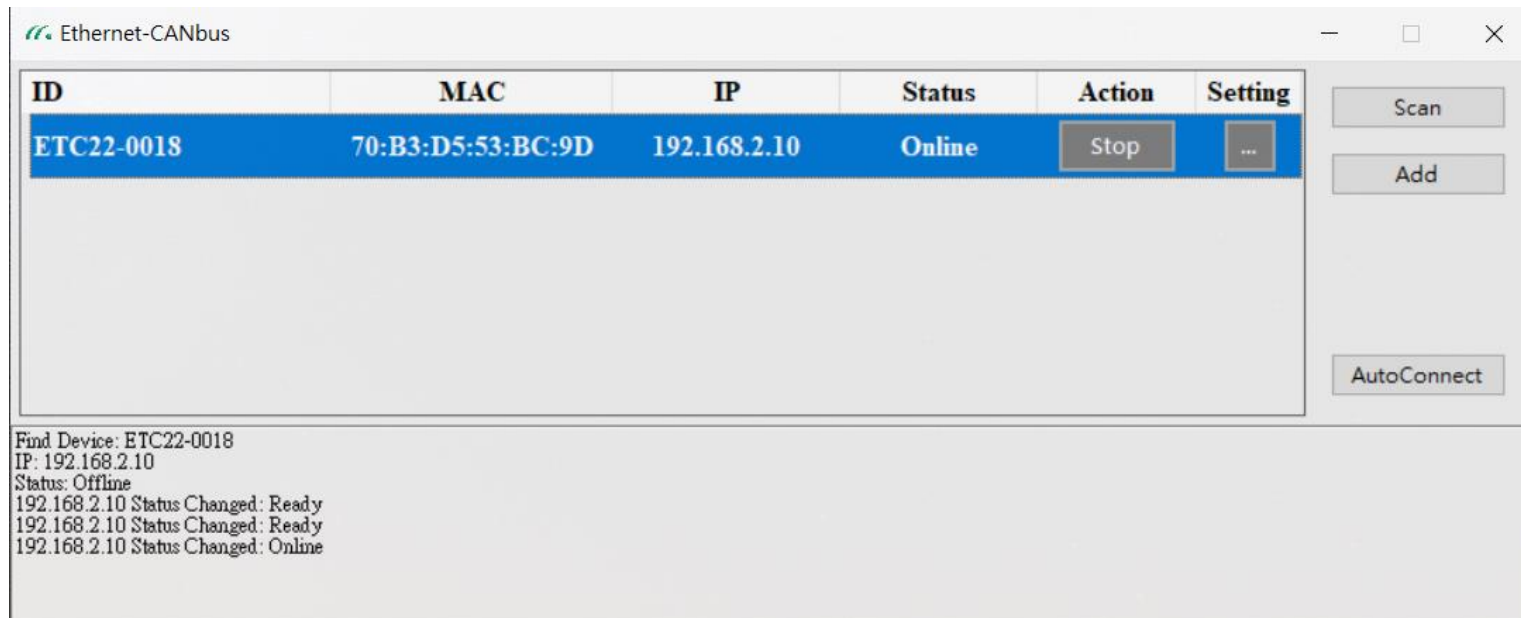 Ethernet-CANbus
ID MAC IP Status Action Setting
ETC22-0018 70:B3:D5:53:BC:9D 192.168.2.10 Online Stop ...
Scan
Add
AutoConnect
Find Device: ETC22-0018
IP: 192.168.2.10
Status: Offline
192.168.2.10 Status Changed: Ready
192.168.2.10 Status Changed: Ready
192.168.2.10 Status Changed: Online